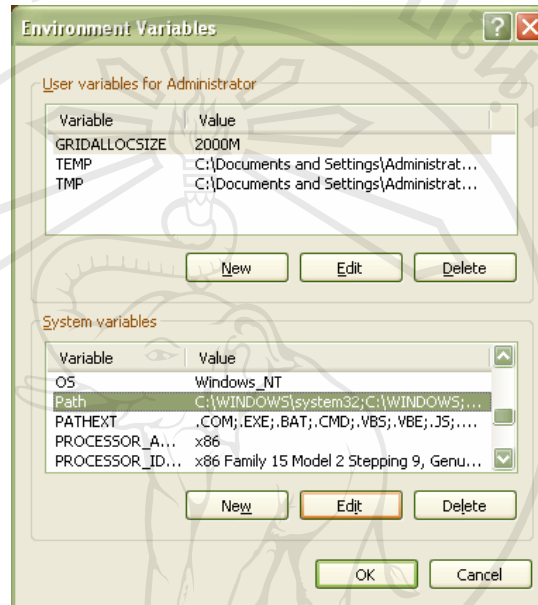 Environment Variables
User variables for Administrator
Variable Value
GRIDALLOCSIZE 2000M
TEMP C:\Documents and Settings\Administrat...
TMP C:\Documents and Settings\Administrat...
New Edit Delete
System variables
Variable Value
OS Windows_NT
Path C:\WINDOWS\system32;C:\WINDOWS;...
PATHEXT .COM;.EXE;.BAT;.CMD;.VBS;.VBE;.JS;....
PROCESSOR_A... x86
PROCESSOR_ID... x86 Family 15 Model 2 Stepping 9, Genu...
New Edit Delete
OK Cancel